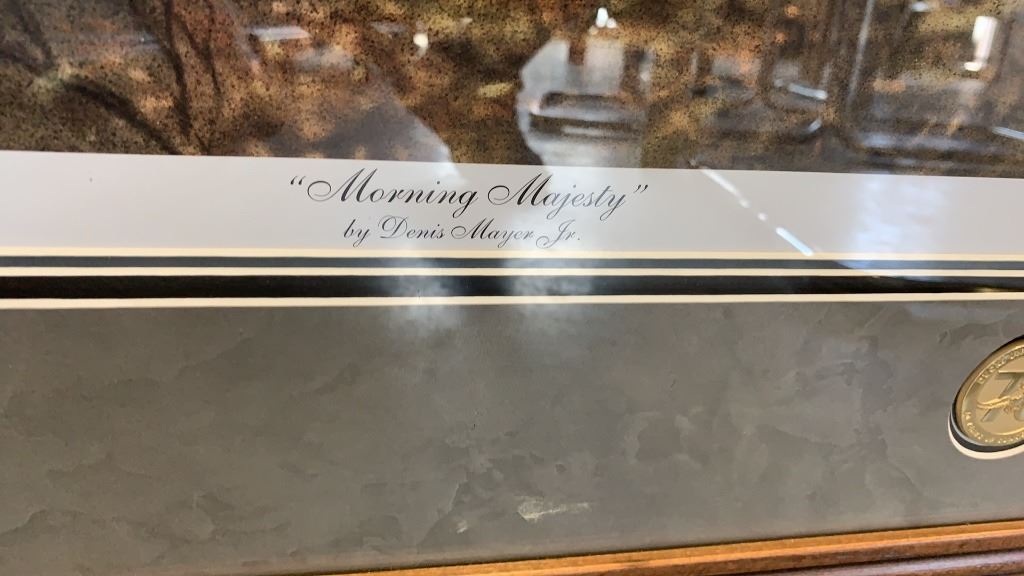 “Morning Majesty”
by Denis Mayer Jr.